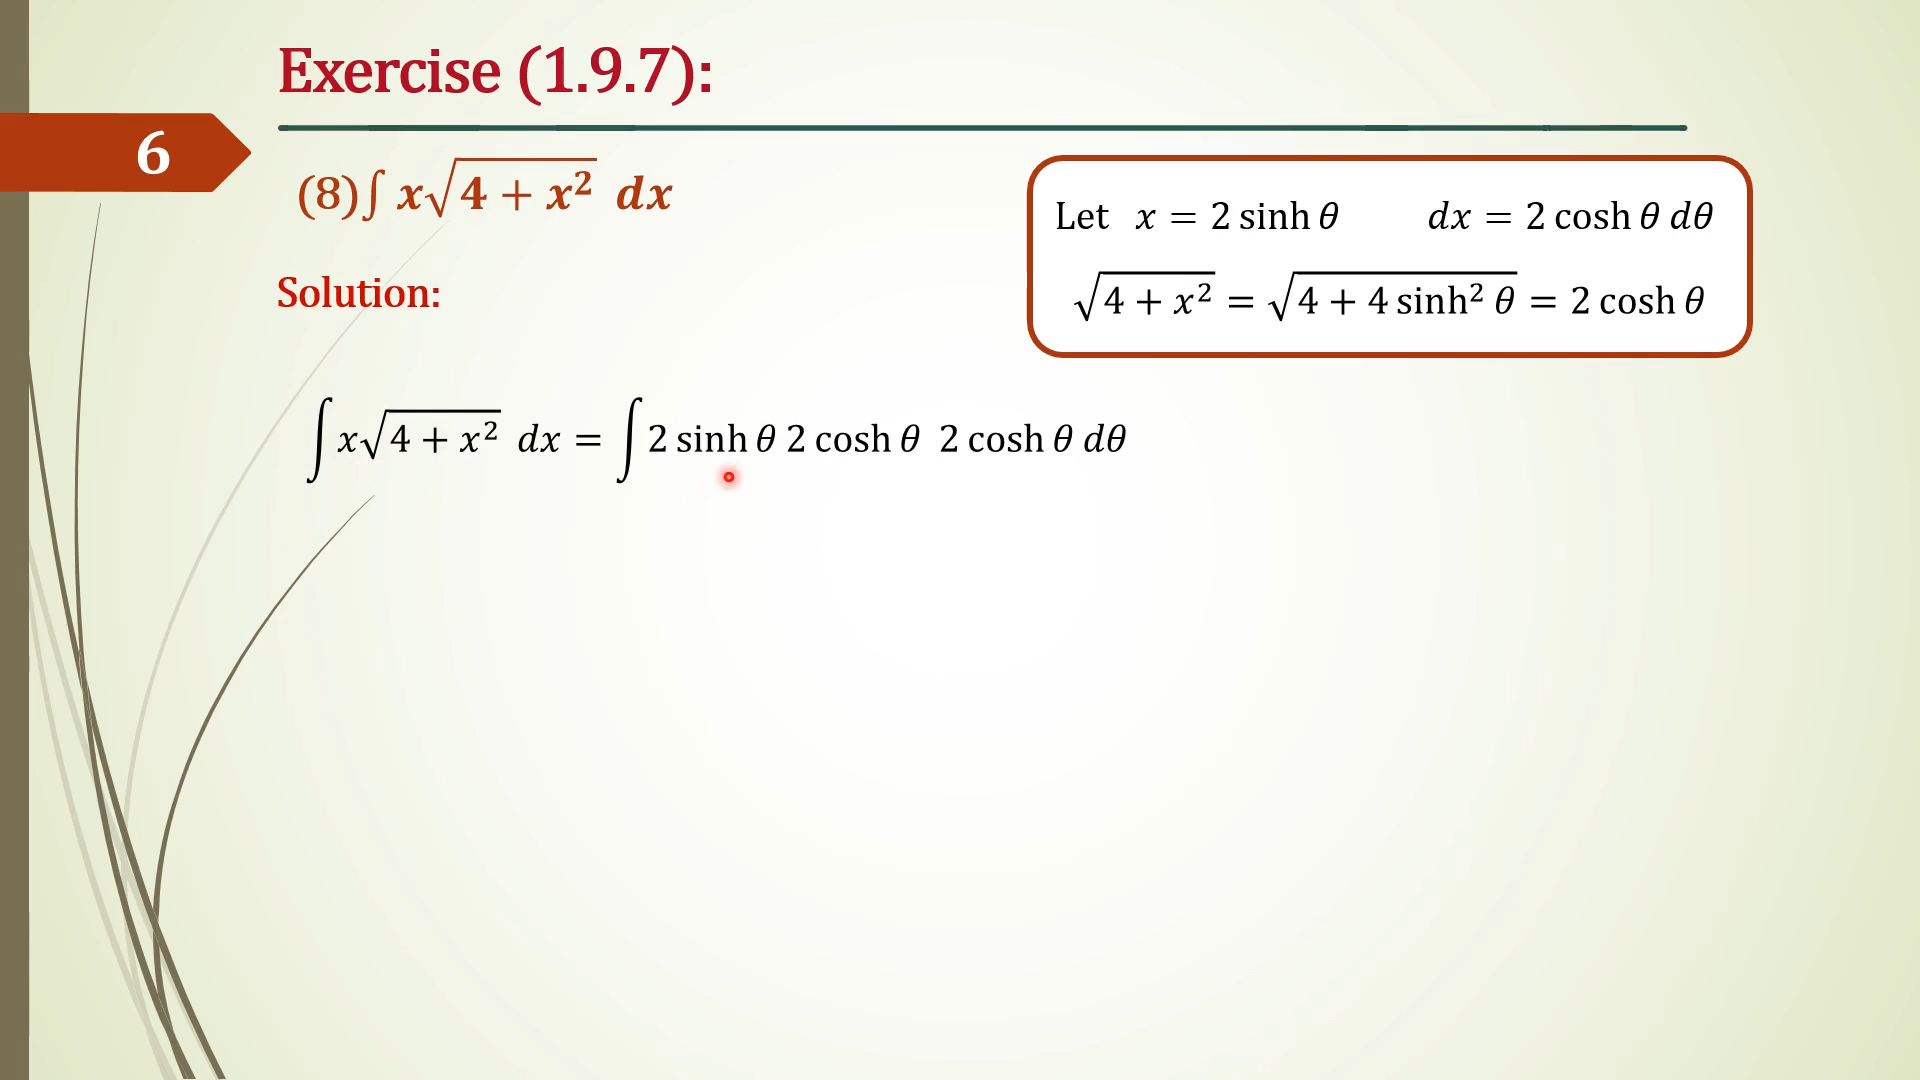 Exercise (1.9.7):
6
(8)∫ x√(4 + x²) dx
Let x = 2 sinh θ dx = 2 cosh θ dθ
√(4 + x²) = √(4 + 4 sinh² θ) = 2 cosh θ
Solution:
∫ x√(4 + x²) dx = ∫ 2 sinh θ 2 cosh θ 2 cosh θ dθ